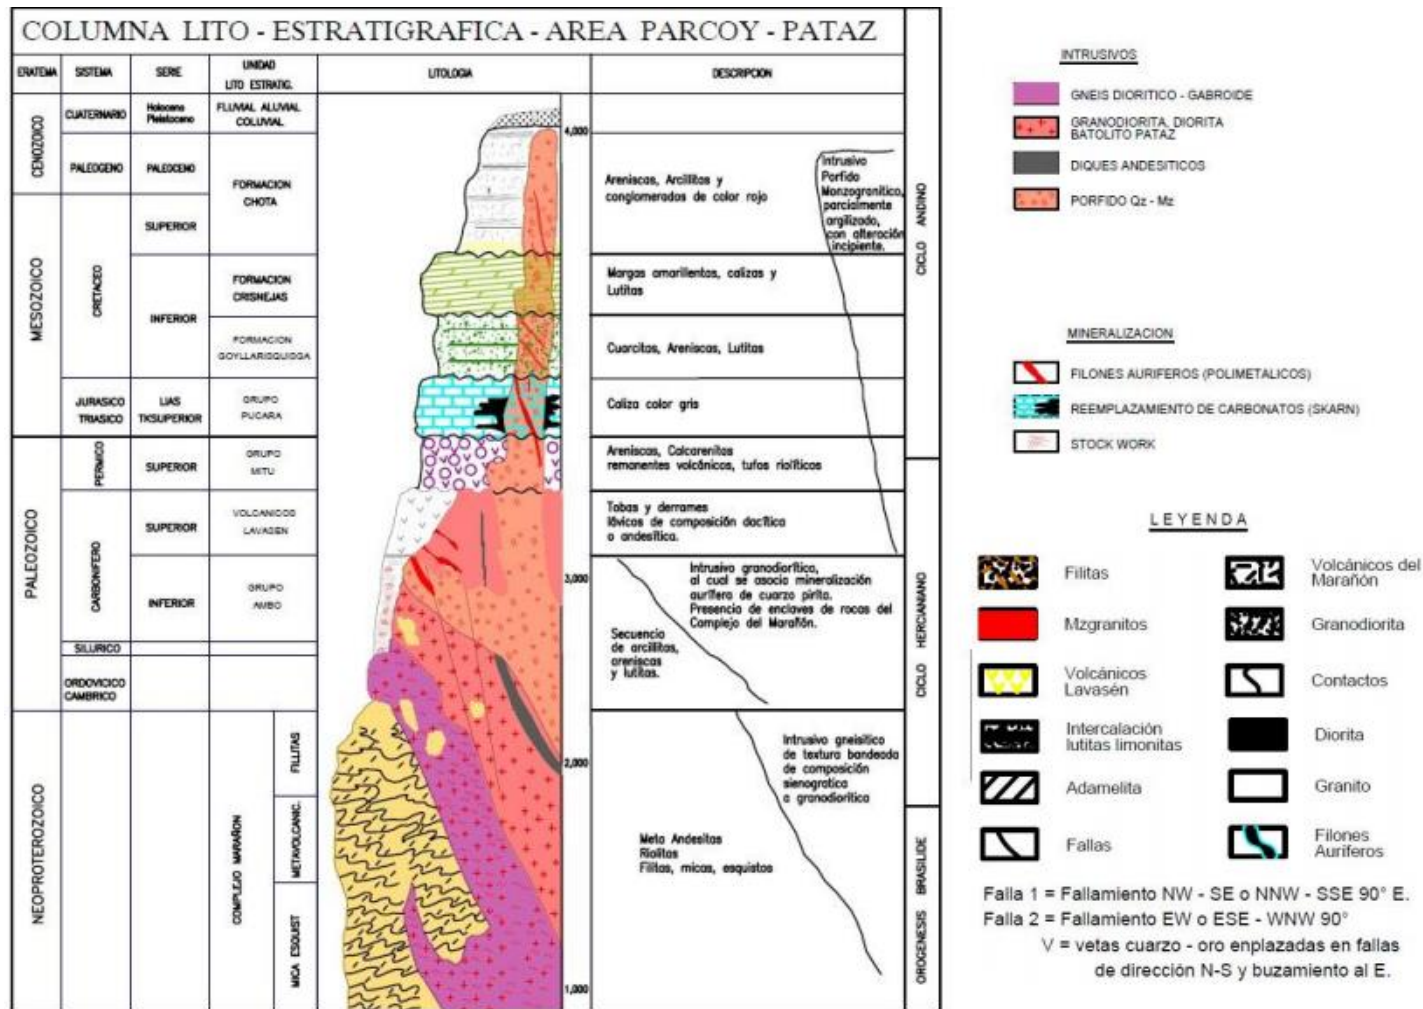 COLUMNA LITO - ESTRATIGRAFICA - AREA PARCOY - PATAZ
ERATEMA
SISTEMA
SERIE
UNIDAD
LITO ESTRATIG.
LITOLOGIA
DESCRIPCION
CENOZOICO
CUATERNARIO
Holoceno
Pleistoceno
FLUVIAL ALUVIAL
COLUVIAL
4,000
PALEOGENO
PALEOCENO
FORMACION
CHOTA
Areniscas, Arcillitas y
conglomerados de color rojo
Intrusivo
Porfido
Monzogranitico,
parcialmente
argilizado,
con alteración
incipiente.
CICLO ANDINO
MESOZOICO
CRETACEO
SUPERIOR
INFERIOR
FORMACION
CRISNEJAS
Margas amarillentas, calizas y
Lutitas
FORMACION
GOYLLARISQUISGA
Cuarcitas, Areniscas, Lutitas
JURASICO
TRIASICO
LIAS
TKSUPERIOR
GRUPO
PUCARA
Caliza color gris
PALEOZOICO
PERMICO
SUPERIOR
GRUPO
MITU
Areniscas, Calcarenitas
remanentes volcánicos, tufos riolíticos
CARBONIFERO
SUPERIOR
VOLCANICOS
LAVASEN
Tobas y derrames
lávicos de composición dacítica
o andesítica.
INFERIOR
GRUPO
AMBO
3,000
Intrusivo granodiorítico,
al cual se asocia mineralización
aurífera de cuarzo pirita.
Presencia de enclaves de rocas del
Complejo del Marañón.
Secuencia
de arcillitas,
areniscas
y lutitas.
CICLO HERCIANIANO
SILURICO
ORDOVICICO
CAMBRICO
NEOPROTEROZOICO
COMPLEJO MARAÑON
FILLITAS
METAVOLCANIC.
MICA ESQUIST
2,000
1,000
Intrusivo gneisítico
de textura bandeada
de composición
sienogratica
a granodiorítica
Meta Andesitas
Riolitas
Filitas, micas, esquistos
OROGENESIS BRASILIDE
INTRUSIVOS
GNEIS DIORITICO - GABROIDE
GRANODIORITA, DIORITA
BATOLITO PATAZ
DIQUES ANDESITICOS
PORFIDO Qz - Mz
MINERALIZACION
FILONES AURIFEROS (POLIMETALICOS)
REEMPLAZAMIENTO DE CARBONATOS (SKARN)
STOCK WORK
LEYENDA
Filitas
Volcánicos del
Marañón
Mzgranitos
Granodiorita
Volcánicos
Lavasén
Contactos
Intercalación
lutitas limonitas
Diorita
Adamelita
Granito
Fallas
Filones
Auríferos
Falla 1 = Fallamiento NW - SE o NNW - SSE 90° E.
Falla 2 = Fallamiento EW o ESE - WNW 90°
V = vetas cuarzo - oro enplazadas en fallas
de dirección N-S y buzamiento al E.